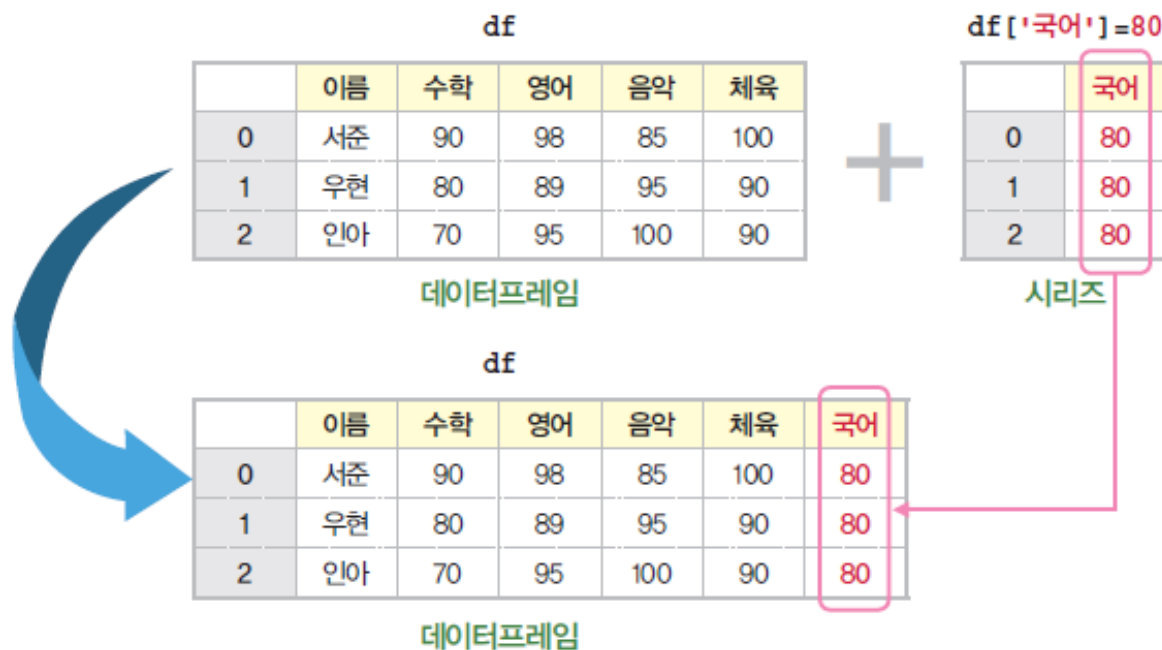 df
df['국어']=80
이름 수학 영어 음악 체육
0 서준 90 98 85 100
1 우현 80 89 95 90
2 인아 70 95 100 90
데이터프레임
국어
0 80
1 80
2 80
시리즈
df
이름 수학 영어 음악 체육 국어
0 서준 90 98 85 100 80
1 우현 80 89 95 90 80
2 인아 70 95 100 90 80
데이터프레임